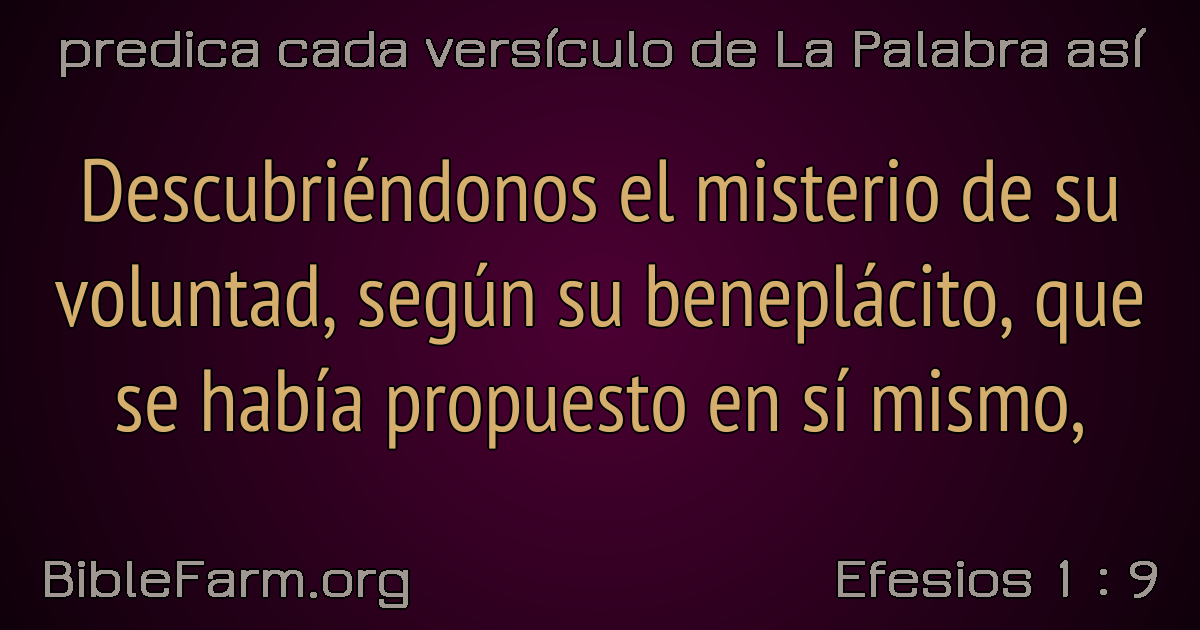 predica cada versículo de La Palabra así
Descubriéndonos el misterio de su
voluntad, según su beneplácito, que
se había propuesto en sí mismo,
BibleFarm.org
Efesios 1 : 9